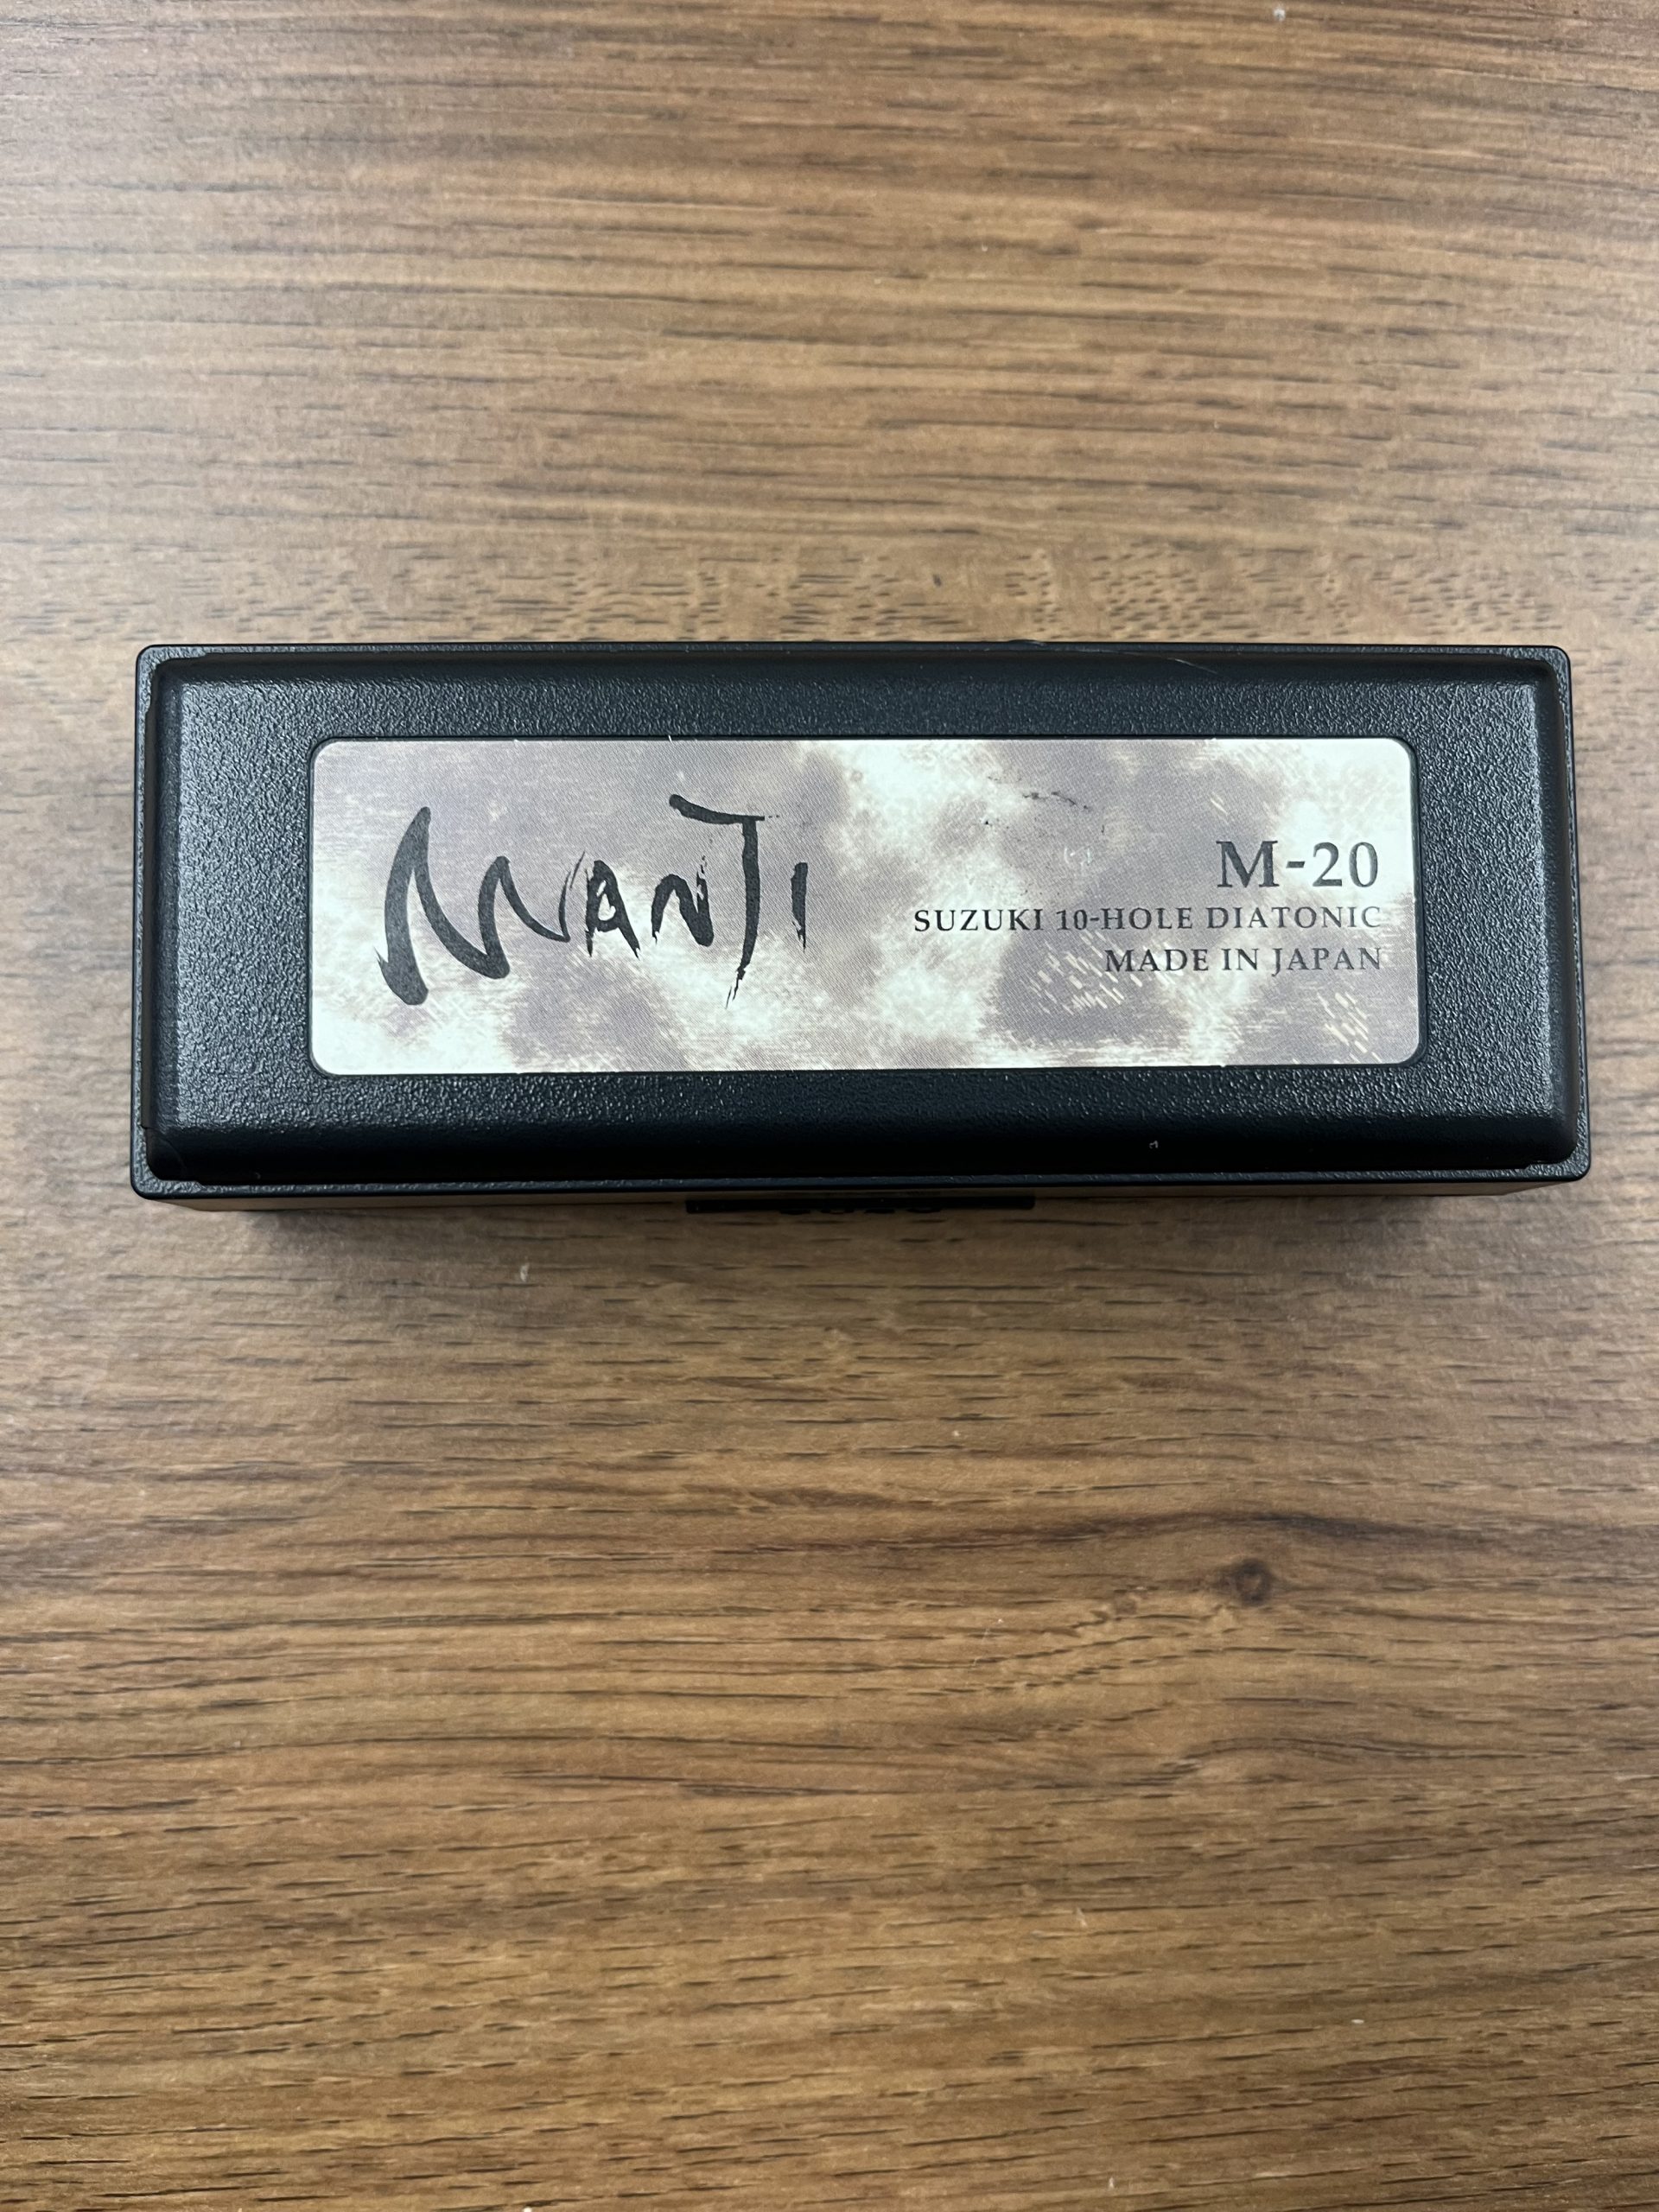 MANJI
M-20
SUZUKI 10-HOLE DIATONIC
MADE IN JAPAN